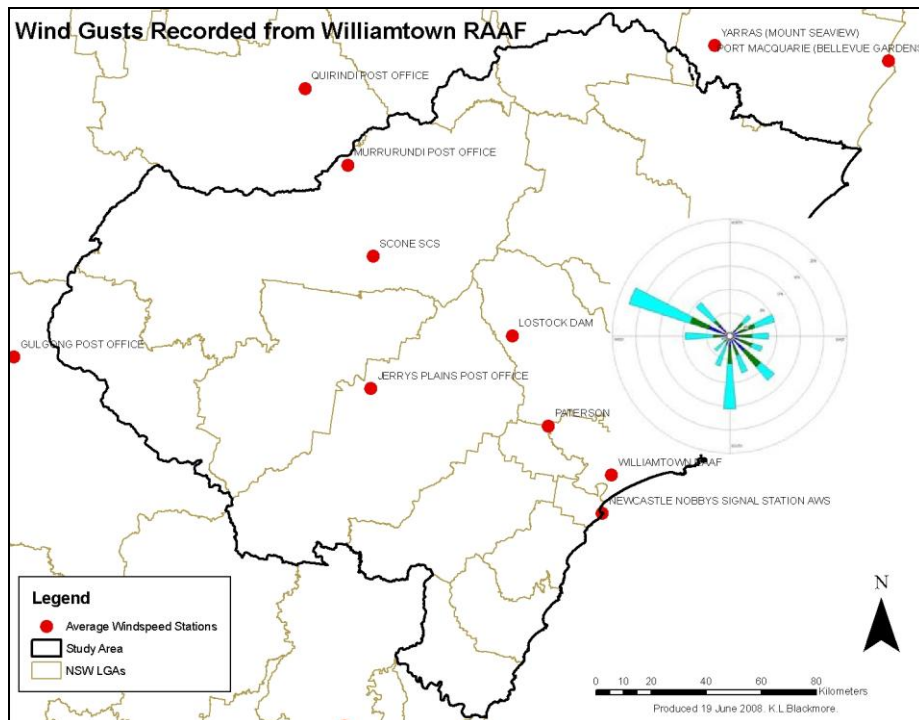 Wind Gusts Recorded from Williamtown RAAF
YARRAS (MOUNT SEAVIEW)
PORT MACQUARIE (BELLEVUE GARDENS
QUIRINDI POST OFFICE
MURRURUNDI POST OFFICE
SCONE SCS
LOSTOCK DAM
GULGONG POST OFFICE
JERRYS PLAINS POST OFFICE
PATERSON
WILLIAMTOWN RAAF
NEWCASTLE NOBBYS SIGNAL STATION AWS
Legend
Average Windspeed Stations
Study Area
NSW LGAs
N
0 10 20 40 60 80
Kilometers
Produced 19 June 2008. K.L.Blackmore.